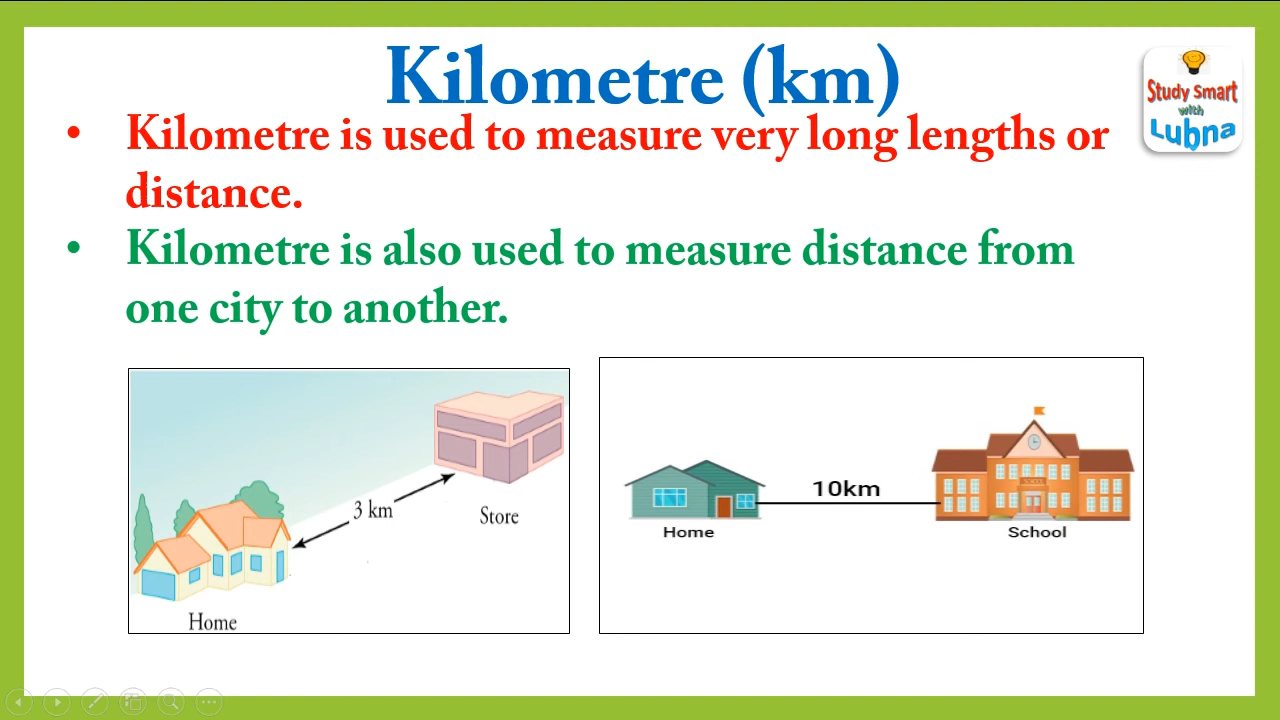 Kilometre (km)
Study Smart
with
Lubna
• Kilometre is used to measure very long lengths or
distance.
• Kilometre is also used to measure distance from
one city to another.
3 km
Store
Home
10km
SCHOOL
Home
School